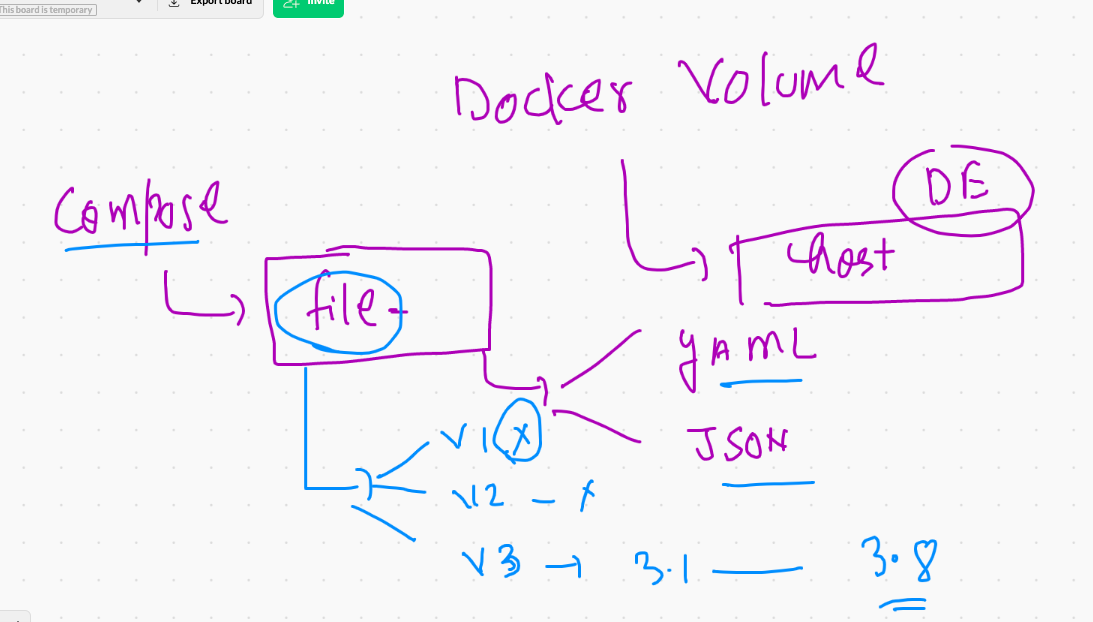 This board is temporary
Export board
Invite
Docker Volume
Compose
DE
host
file
YAML
JSON
V1 X
V2 - X
V3 → 3.1 — 3.8